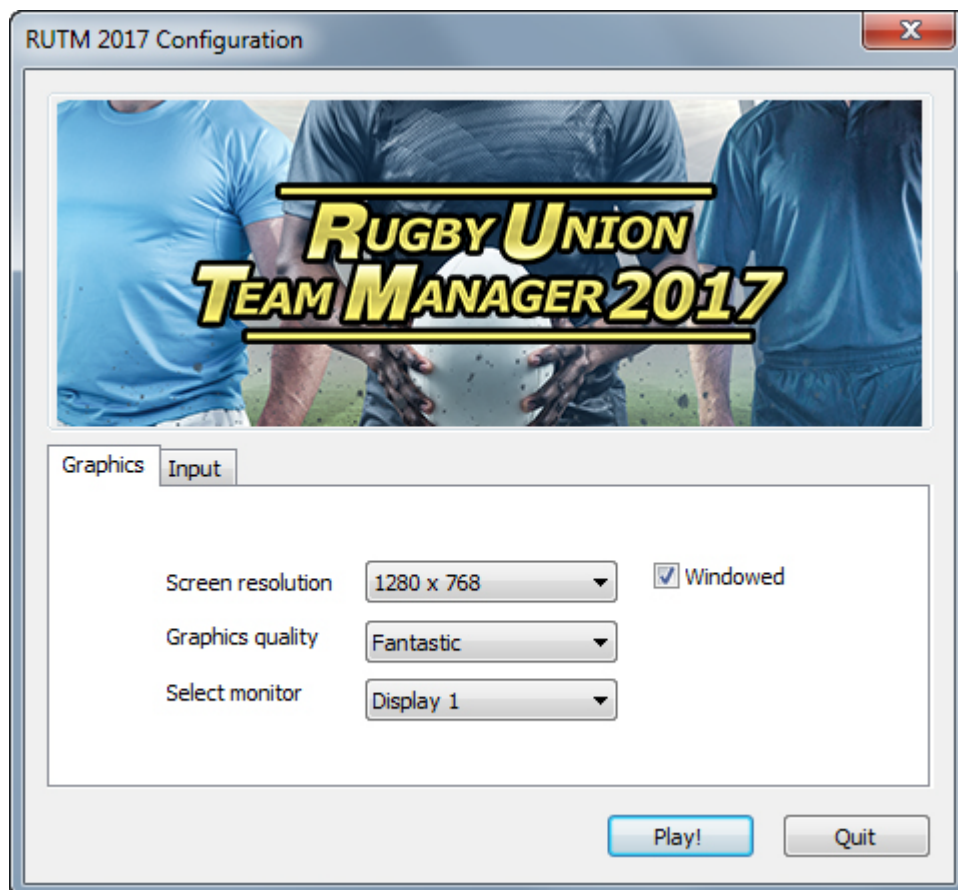 RUTM 2017 Configuration
RUGBY UNION
TEAM MANAGER 2017
Graphics
Input
Screen resolution
1280 x 768
Windowed
Graphics quality
Fantastic
Select monitor
Display 1
Play!
Quit